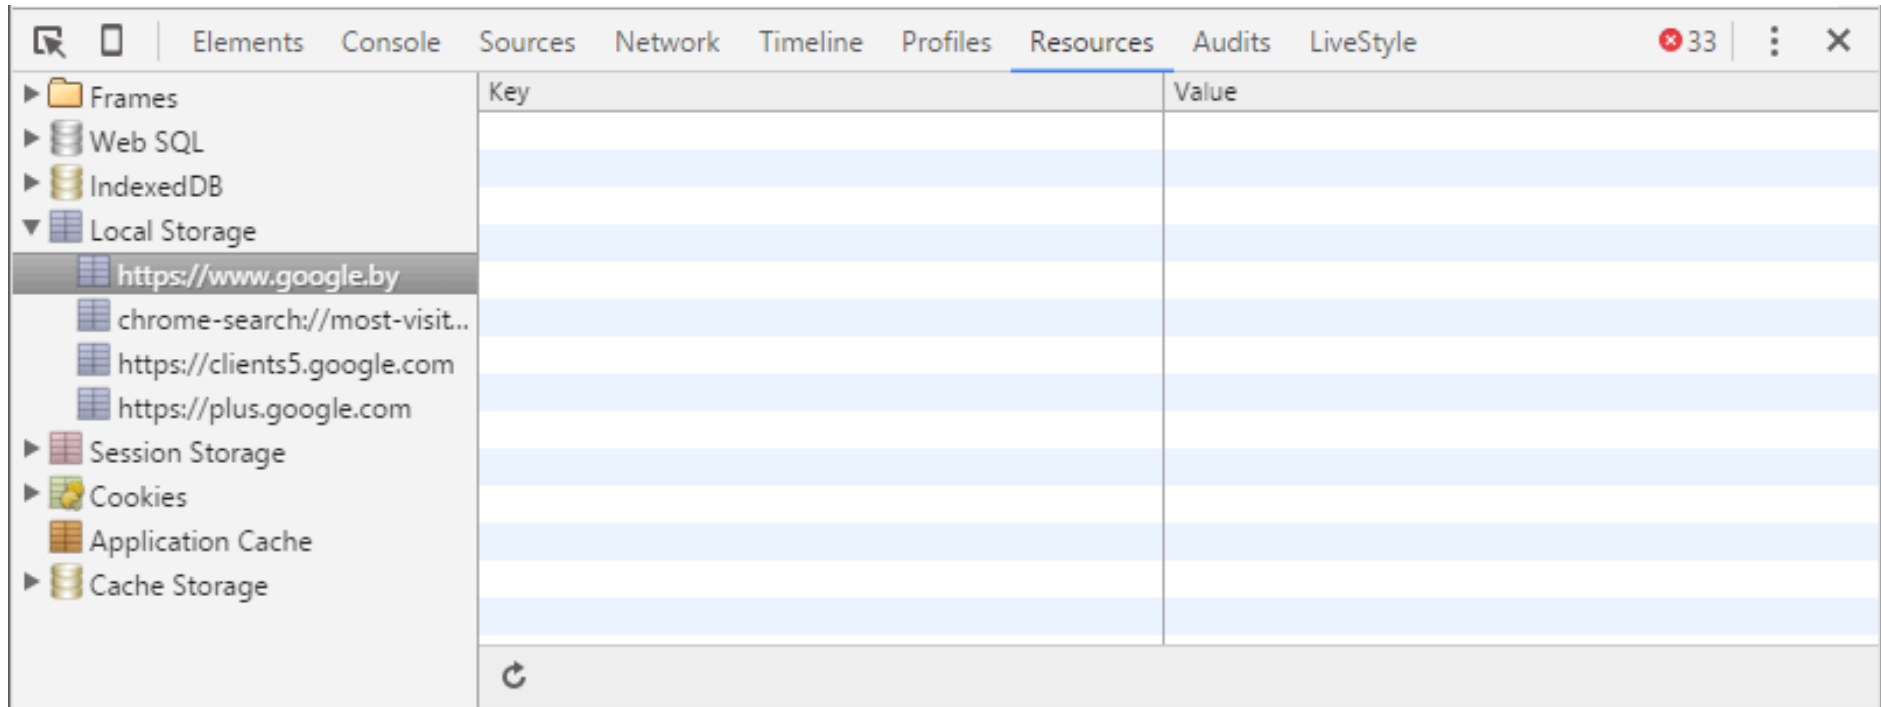 Elements Console Sources Network Timeline Profiles Resources Audits LiveStyle 33
Frames
Web SQL
IndexedDB
Local Storage
https://www.google.by
chrome-search://most-visit...
https://clients5.google.com
https://plus.google.com
Session Storage
Cookies
Application Cache
Cache Storage
Key Value